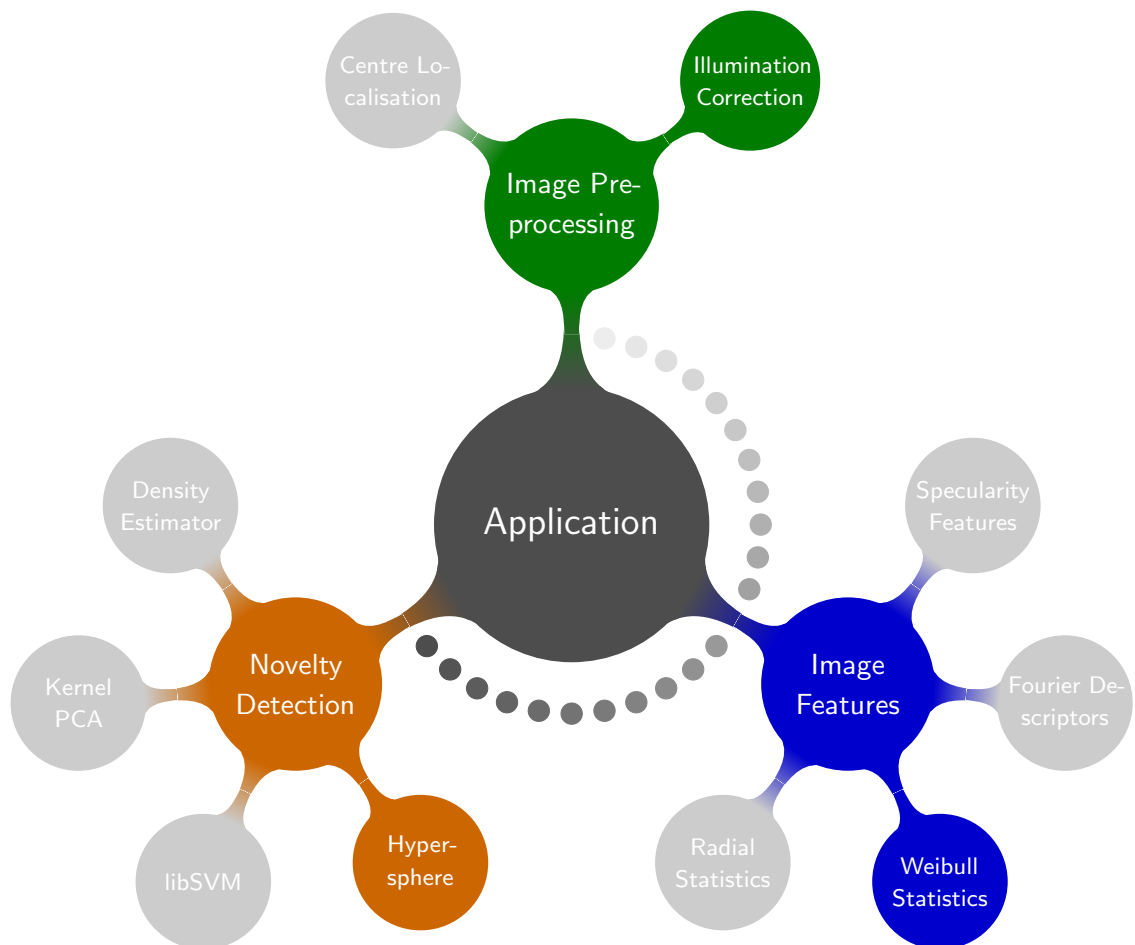 Centre Lo-
calisation
Illumination
Correction
Image Pre-
processing
Application
Density
Estimator
Specularity
Features
Novelty
Detection
Image
Features
Kernel
PCA
Fourier De-
scriptors
libSVM
Hyper-
sphere
Radial
Statistics
Weibull
Statistics